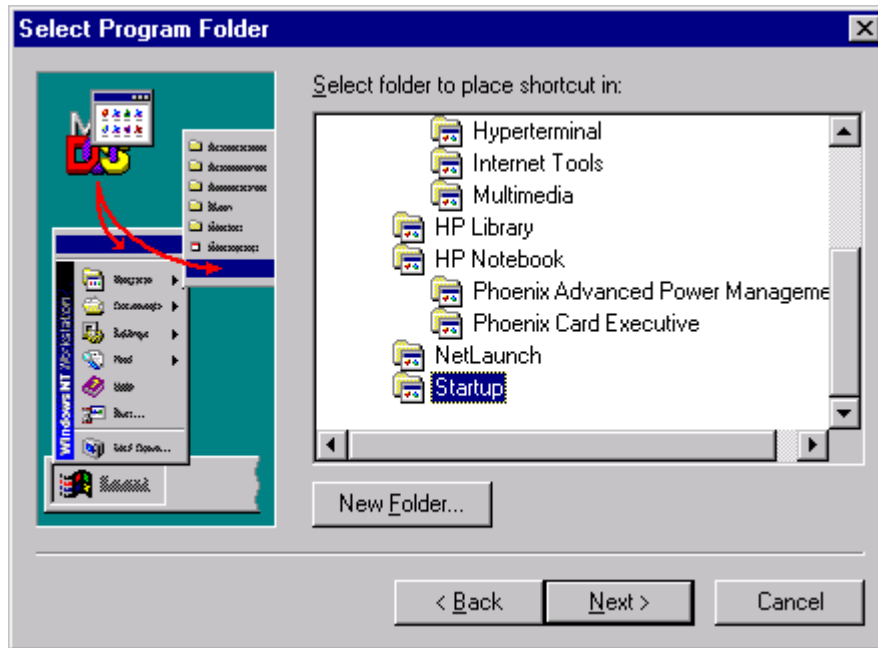 Select Program Folder
Select folder to place shortcut in:
Hyperterminal
Internet Tools
Multimedia
HP Library
HP Notebook
Phoenix Advanced Power Manageme
Phoenix Card Executive
NetLaunch
Startup
Windows NT Workstation
New Folder...
< Back
Next >
Cancel